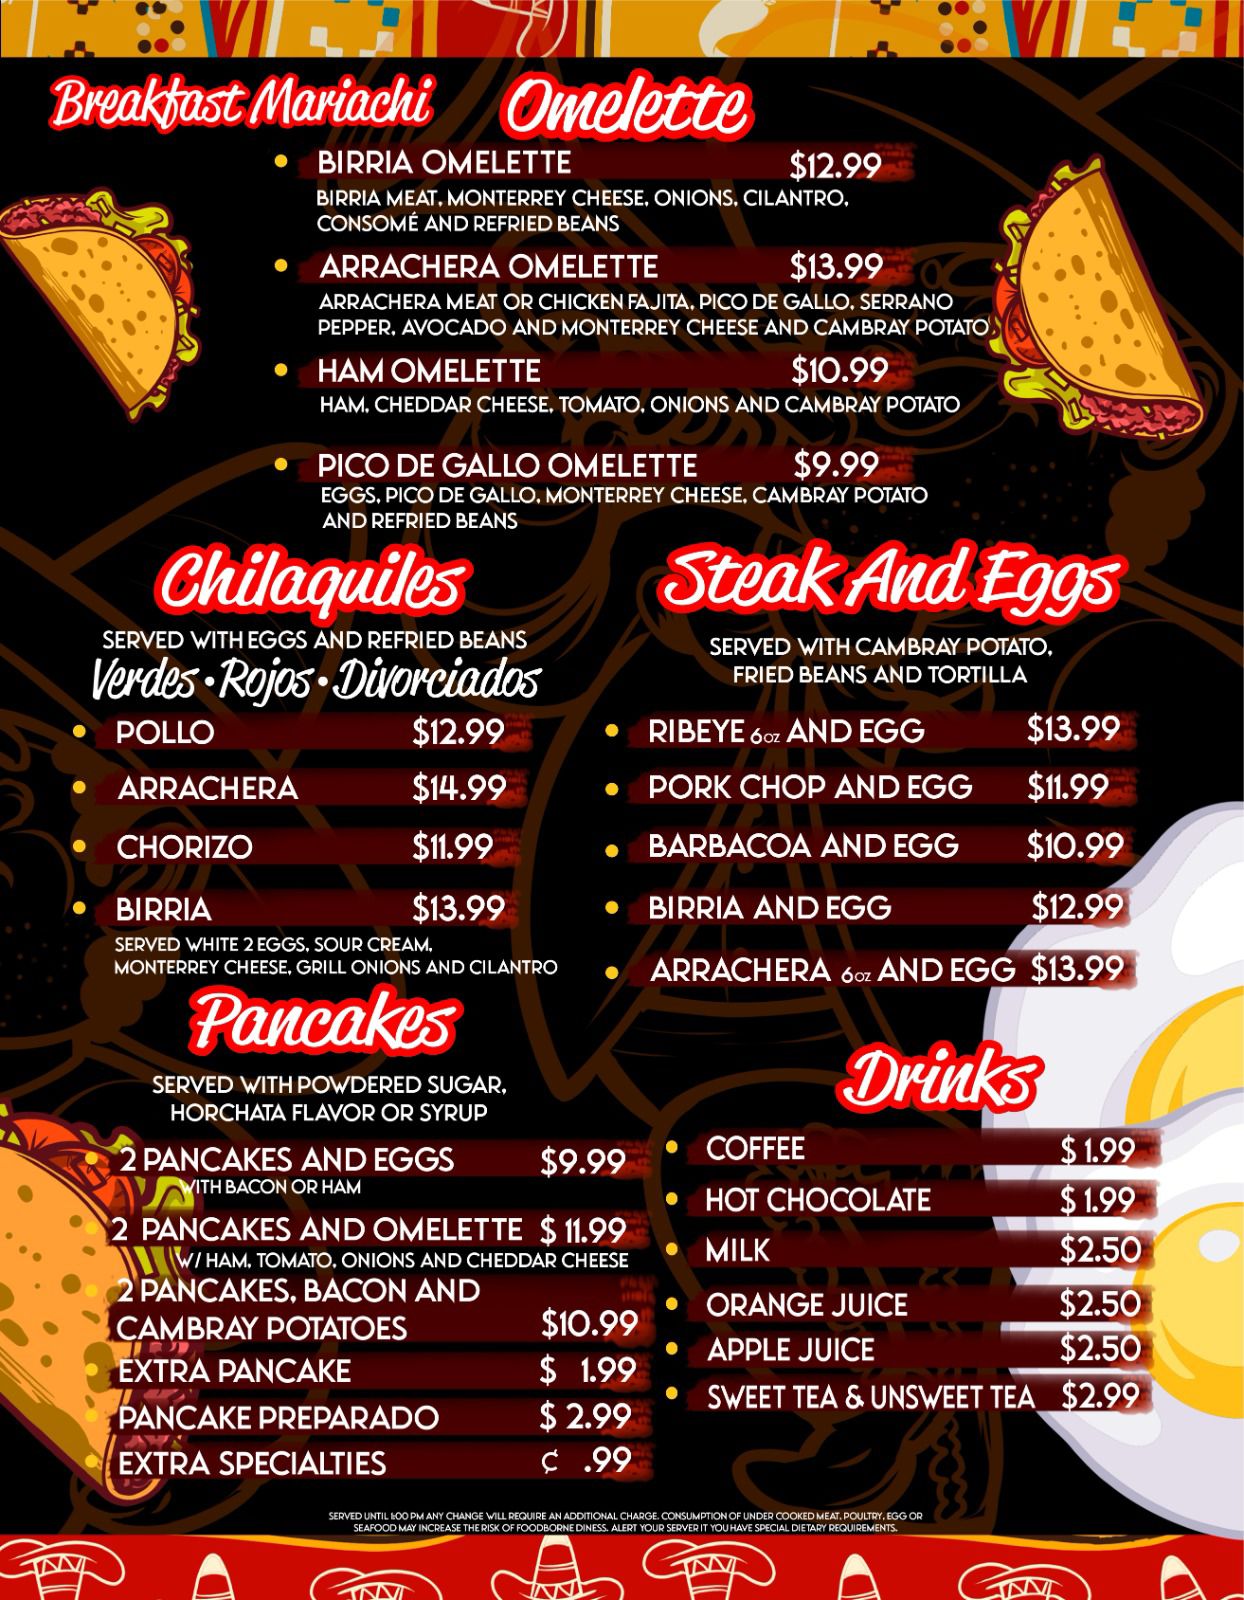 Breakfast Mariachi
Omelette
BIRRIA OMELETTE $12.99
BIRRIA MEAT, MONTERREY CHEESE, ONIONS, CILANTRO,
CONSOMÉ AND REFRIED BEANS
ARRACHERA OMELETTE $13.99
ARRACHERA MEAT OR CHICKEN FAJITA, PICO DE GALLO, SERRANO
PEPPER, AVOCADO AND MONTERREY CHEESE AND CAMBRAY POTATO
HAM OMELETTE $10.99
HAM, CHEDDAR CHEESE, TOMATO, ONIONS AND CAMBRAY POTATO
PICO DE GALLO OMELETTE $9.99
EGGS, PICO DE GALLO, MONTERREY CHEESE, CAMBRAY POTATO
AND REFRIED BEANS
Chilaquiles
SERVED WITH EGGS AND REFRIED BEANS
Verdes • Rojos • Divorciados
POLLO $12.99
ARRACHERA $14.99
CHORIZO $11.99
BIRRIA $13.99
SERVED WHITE 2 EGGS, SOUR CREAM,
MONTERREY CHEESE, GRILL ONIONS AND CILANTRO
Steak And Eggs
SERVED WITH CAMBRAY POTATO,
FRIED BEANS AND TORTILLA
RIBEYE 6oz AND EGG $13.99
PORK CHOP AND EGG $11.99
BARBACOA AND EGG $10.99
BIRRIA AND EGG $12.99
ARRACHERA 6oz AND EGG $13.99
Pancakes
SERVED WITH POWDERED SUGAR,
HORCHATA FLAVOR OR SYRUP
2 PANCAKES AND EGGS $9.99
WITH BACON OR HAM
2 PANCAKES AND OMELETTE $ 11.99
W/ HAM, TOMATO, ONIONS AND CHEDDAR CHEESE
2 PANCAKES, BACON AND
CAMBRAY POTATOES $10.99
EXTRA PANCAKE $ 1.99
PANCAKE PREPARADO $ 2.99
EXTRA SPECIALTIES ¢ .99
Drinks
COFFEE $ 1.99
HOT CHOCOLATE $ 1.99
MILK $2.50
ORANGE JUICE $2.50
APPLE JUICE $2.50
SWEET TEA & UNSWEET TEA $2.99
SERVED UNTIL 1:00 PM ANY CHANGE WILL REQUIRE AN ADDITIONAL CHARGE. CONSUMPTION OF UNDER COOKED MEAT, POULTRY, EGG OR
SEAFOOD MAY INCREASE THE RISK OF FOODBORNE DINESS. ALERT YOUR SERVER IT YOU HAVE SPECIAL DIETARY REQUIREMENTS.